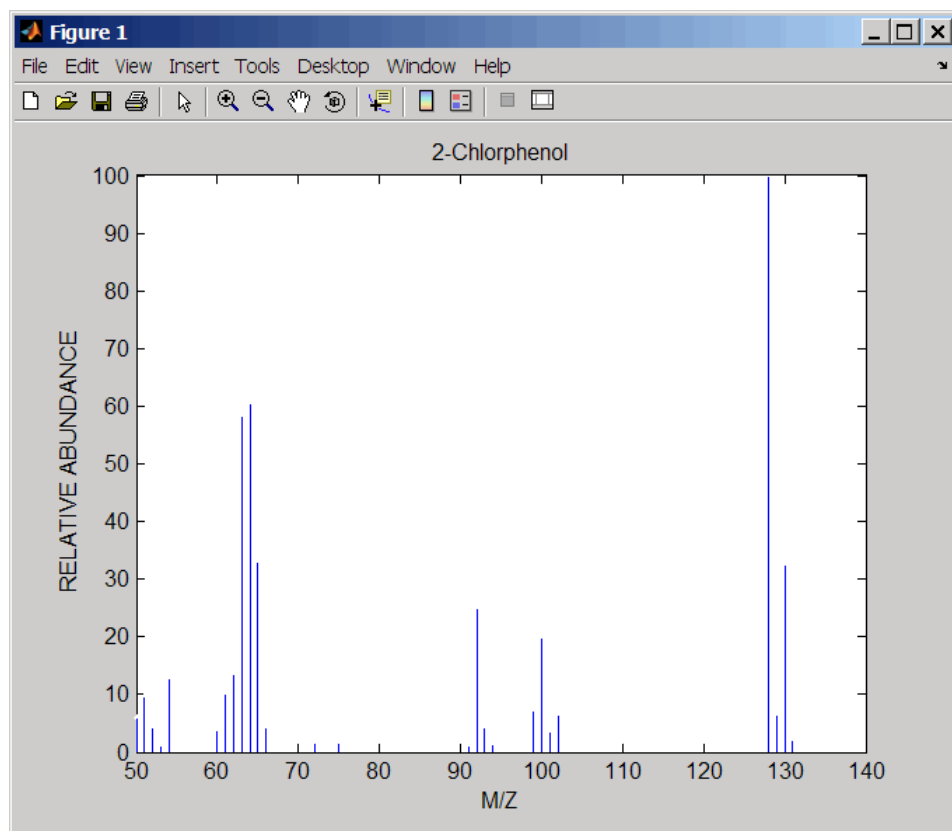 Figure 1
File Edit View Insert Tools Desktop Window Help
2-Chlorphenol
100
90
80
70
60
50
40
30
20
10
0
RELATIVE ABUNDANCE
50 60 70 80 90 100 110 120 130 140
M/Z